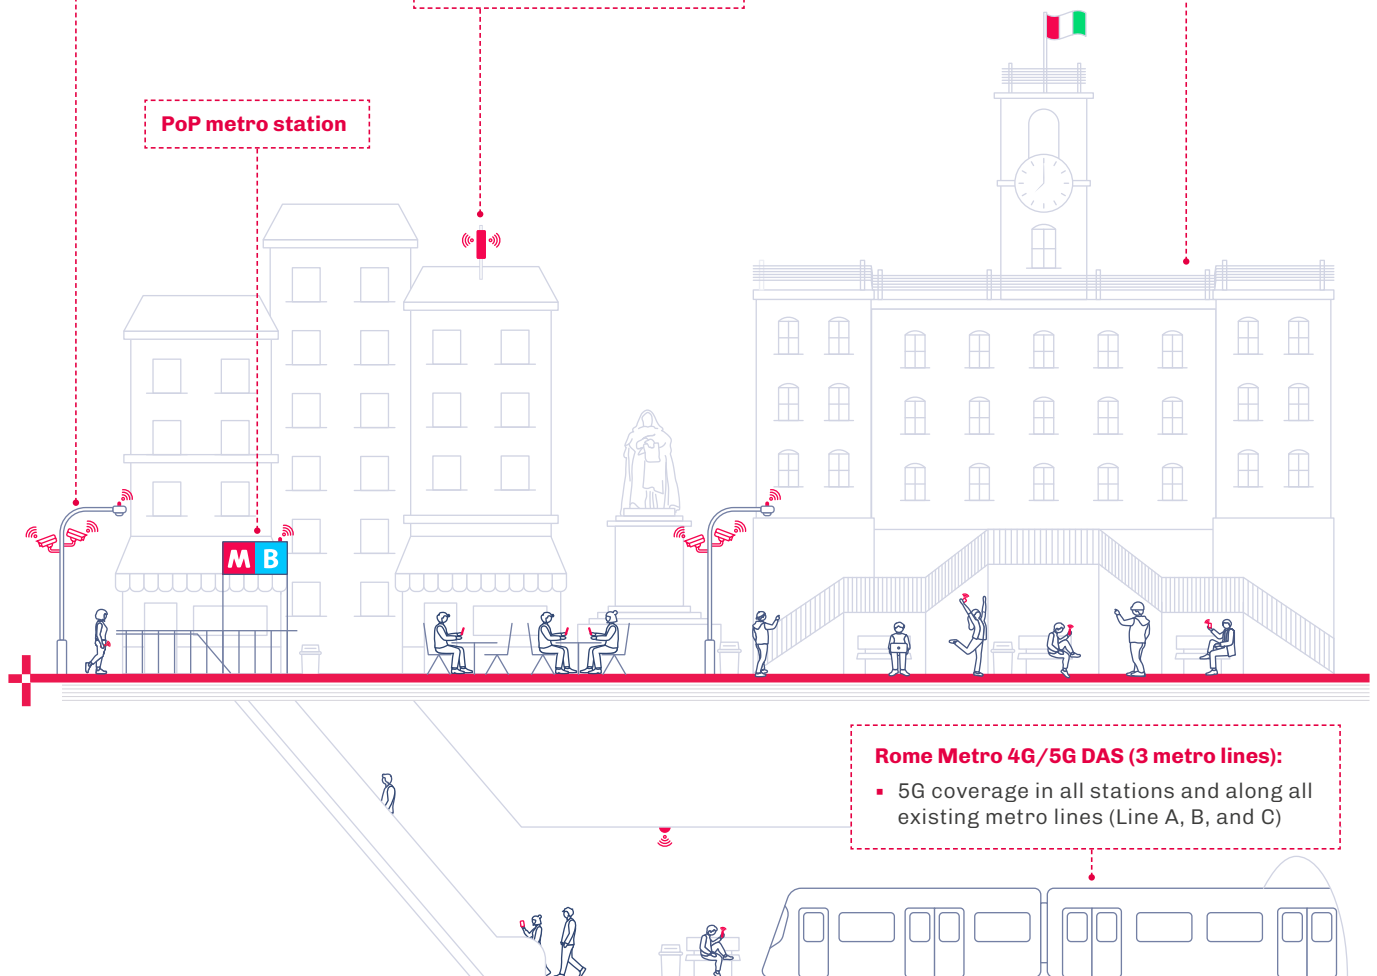 PoP metro station
M B
Rome Metro 4G/5G DAS (3 metro lines):
▪ 5G coverage in all stations and along all
existing metro lines (Line A, B, and C)